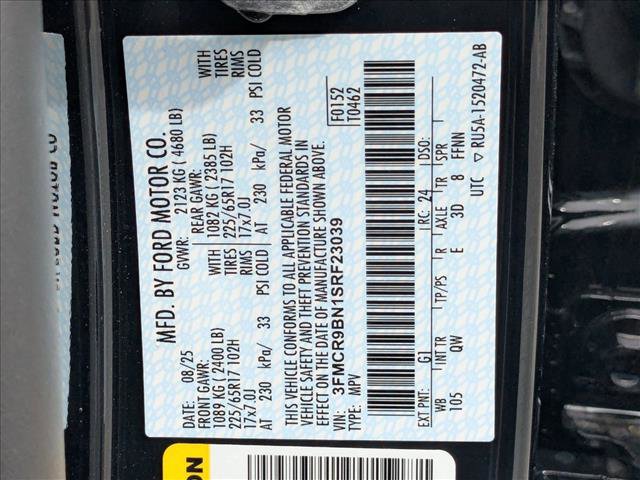 MFD. BY FORD MOTOR CO.
DATE: 08/25 GVWR: 2123 KG ( 4680 LB)
FRONT GAWR: REAR GAWR: WITH
1089 KG ( 2400 LB) 1082 KG ( 2385 LB) TIRES
225/65R17 102H 225/65R17 102H RIMS
17x7.0J 17x7.0J
AT 230 kPa/ 33 PSI COLD AT 230 kPa/ 33 PSI COLD
WITH
TIRES
RIMS
THIS VEHICLE CONFORMS TO ALL APPLICABLE FEDERAL MOTOR
VEHICLE SAFETY AND THEFT PREVENTION STANDARDS IN
EFFECT ON THE DATE OF MANUFACTURE SHOWN ABOVE.
VIN: 3FMCR9BN1SRF23039
TYPE: MPV
F0152
T0462
EXT PNT: G1 RC: 24 DSO:
WB INT TR TP/PS R AXLE TR SPR
105 QW E 3D 8 FFNN
UTC ▽ RU5A-1520472-AB